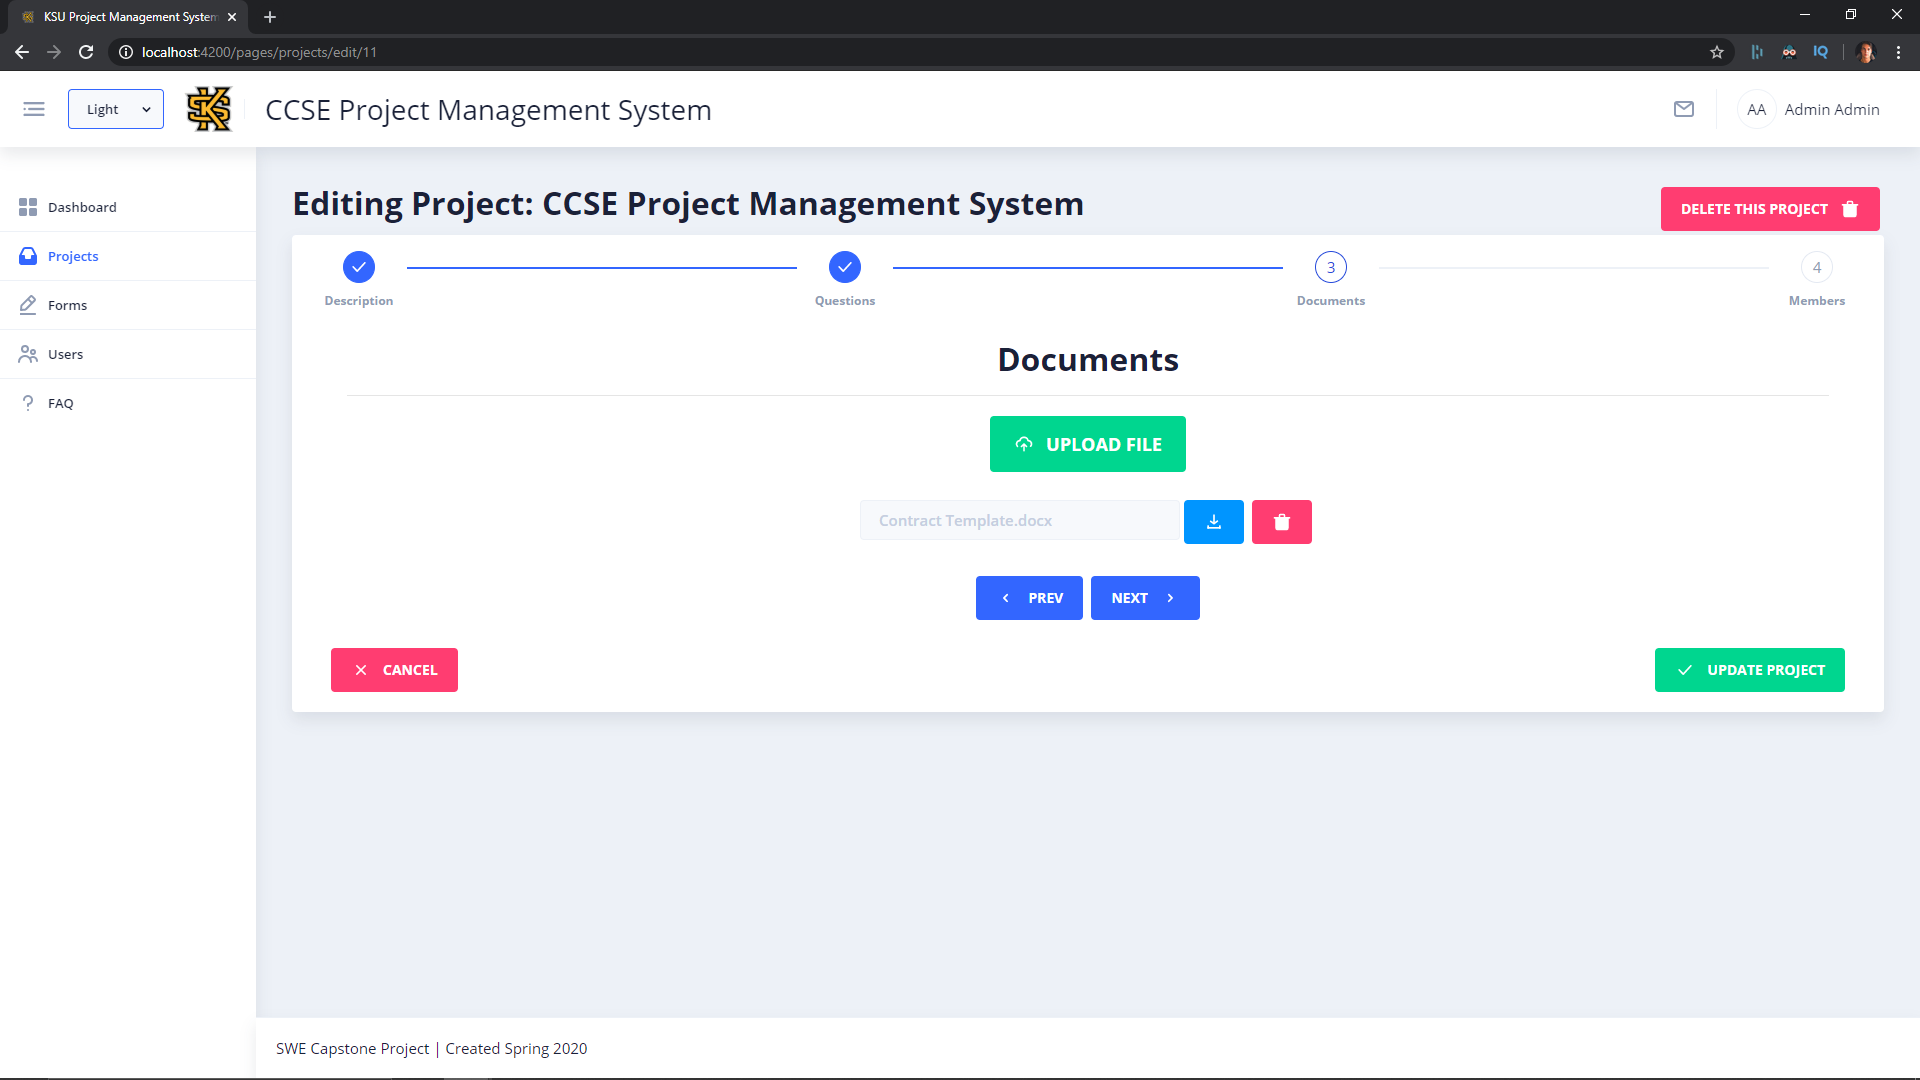 KSU Project Management System
localhost:4200/pages/projects/edit/11
IQ
Light
KS
CCSE Project Management System
AA
Admin Admin
Dashboard
Projects
Forms
Users
? FAQ
Editing Project: CCSE Project Management System
DELETE THIS PROJECT
3
4
Description
Questions
Documents
Members
Documents
UPLOAD FILE
Contract Template.docx
PREV
NEXT
CANCEL
UPDATE PROJECT
SWE Capstone Project | Created Spring 2020